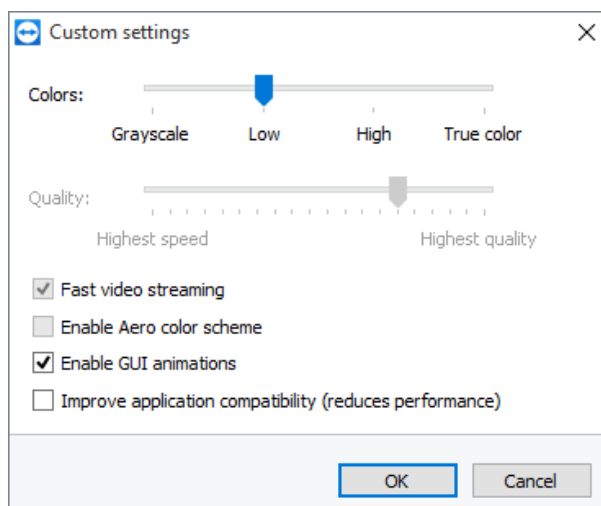 Custom settings
Colors:
Grayscale Low High True color
Quality:
Highest speed Highest quality
Fast video streaming
Enable Aero color scheme
Enable GUI animations
Improve application compatibility (reduces performance)
OK Cancel